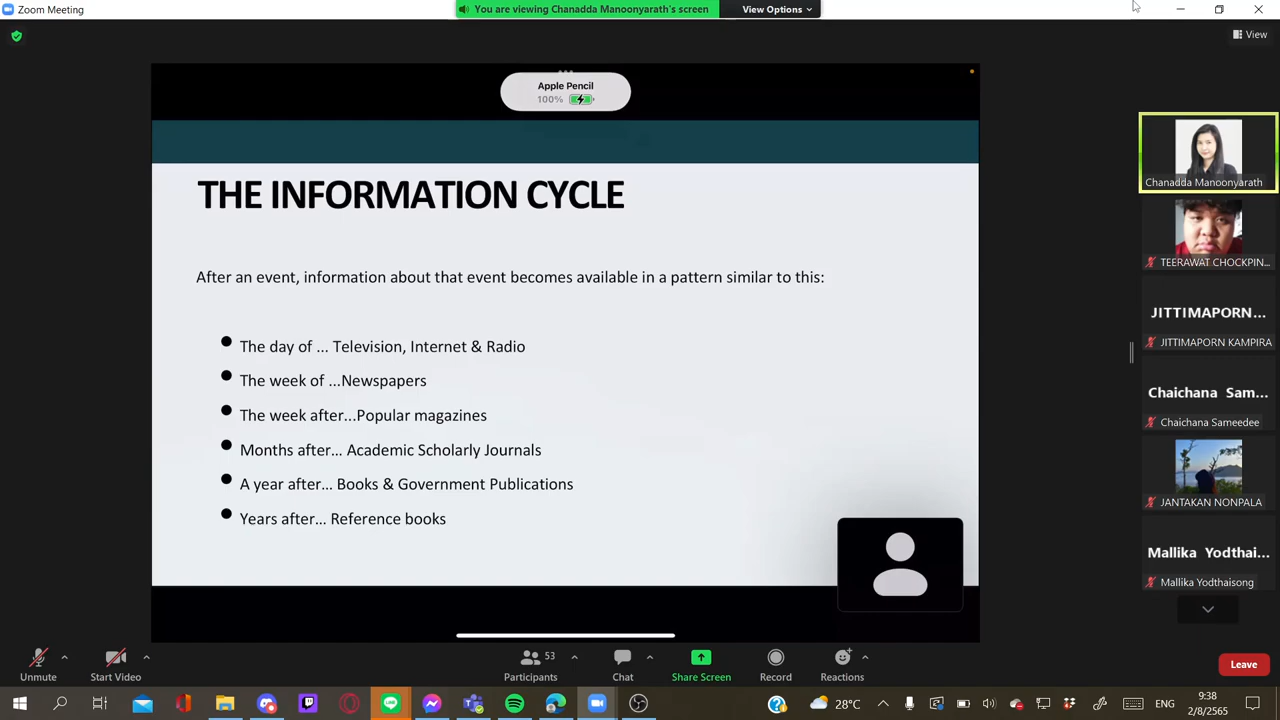 Zoom Meeting
You are viewing Chanadda Manoonyarath's screen
View Options
View
Apple Pencil
100%
THE INFORMATION CYCLE
After an event, information about that event becomes available in a pattern similar to this:
The day of ... Television, Internet & Radio
The week of ...Newspapers
The week after...Popular magazines
Months after... Academic Scholarly Journals
A year after... Books & Government Publications
Years after... Reference books
Chanadda Manoonyarath
TEERAWAT CHOCKPIN...
JITTIMAPORN...
JITTIMAPORN KAMPIRA
Chaichana Sam...
Chaichana Sameedee
JANTAKAN NONPALA
Mallika Yodthai...
Mallika Yodthaisong
Unmute
Start Video
53
Participants
Chat
Share Screen
Record
Reactions
Leave
28°C
ENG
9:38
2/8/2565